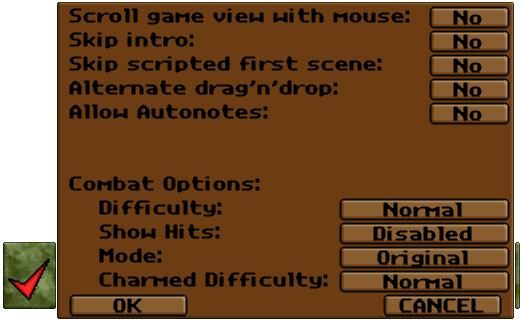 Scroll game view with mouse: No
Skip intro: No
Skip scripted first scene: No
Alternate drag'n'drop: No
Allow Autonotes: No
Combat Options:
Difficulty: Normal
Show Hits: Disabled
Mode: Original
Charmed Difficulty: Normal
OK CANCEL